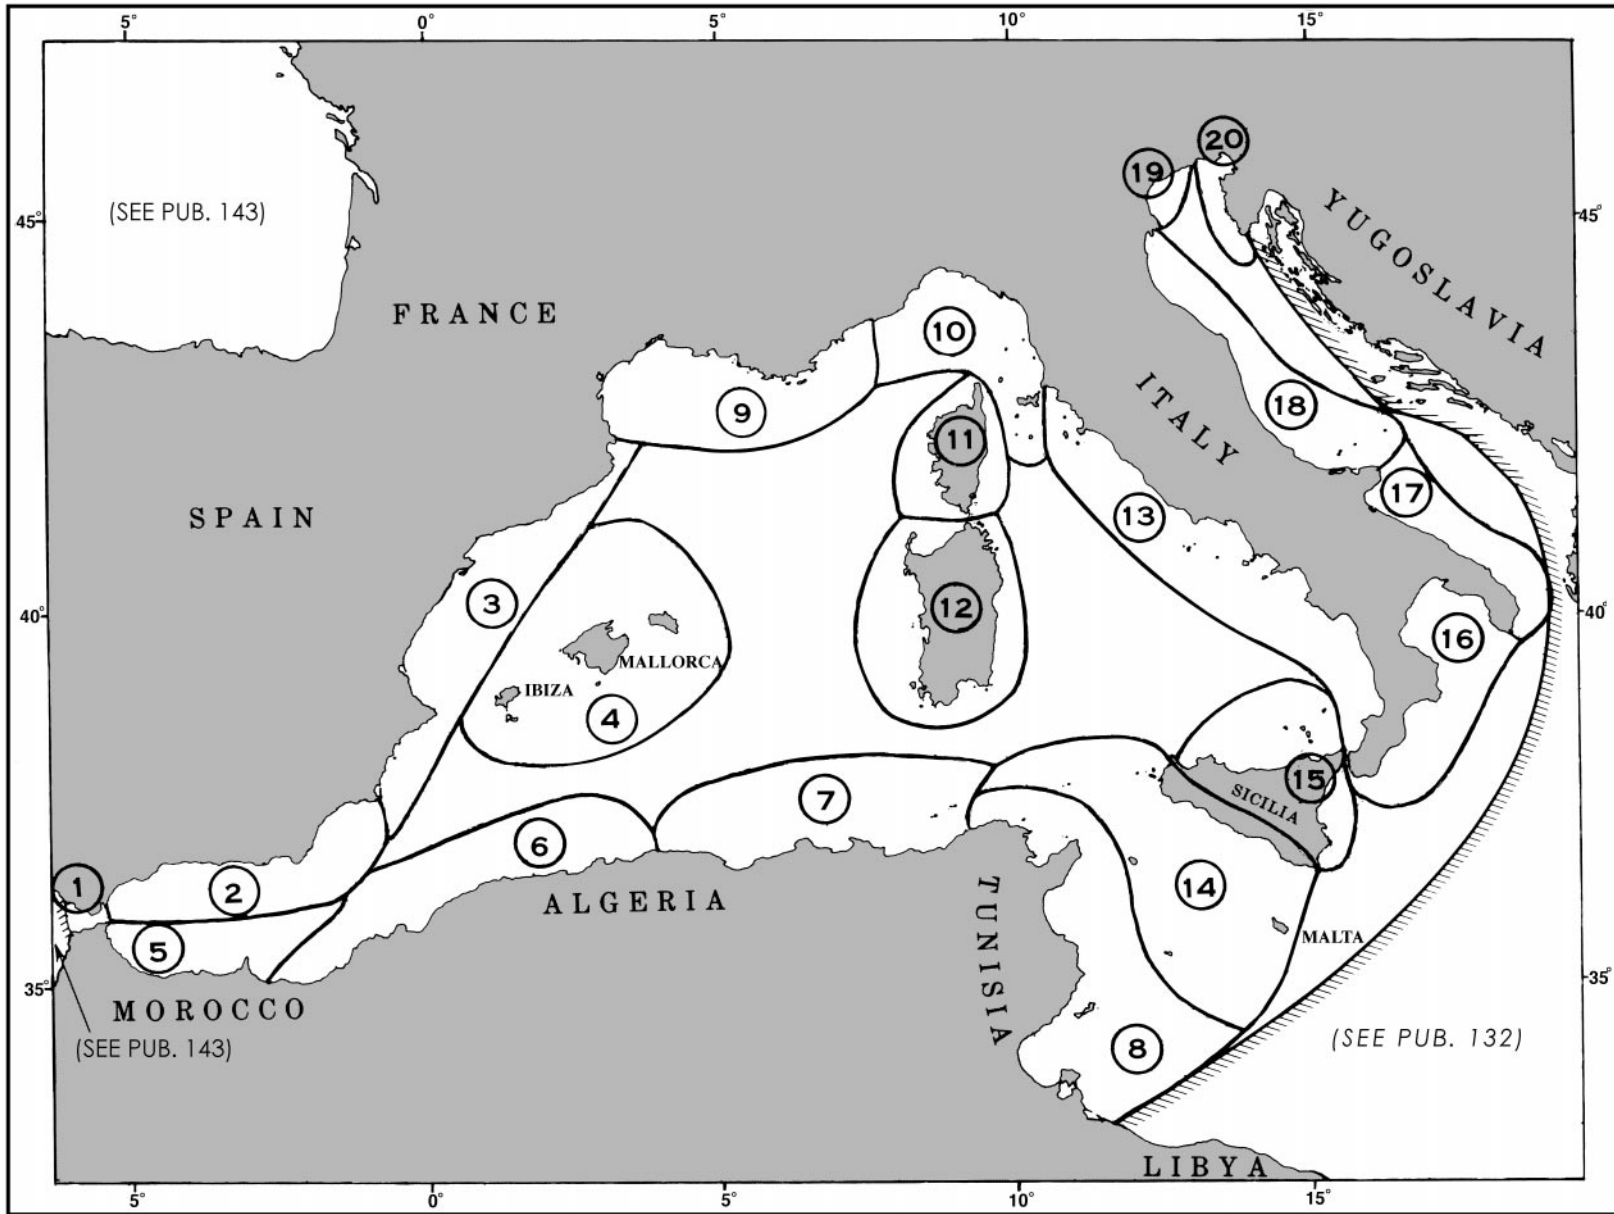 5° 0° 5° 10° 15°
20
19
(SEE PUB. 143)
45° 45°
YUGOSLAVIA
FRANCE
10
ITALY
9
18
11
17
SPAIN
13
3
12
40° 40°
16
MALLORCA
IBIZA
4
15
SICILIA
7
6
1
2
14
ALGERIA
TUNISIA
MALTA
5
35° 35°
MOROCCO
(SEE PUB. 143)
(SEE PUB. 132)
8
LIBYA
5° 0° 5° 10° 15°